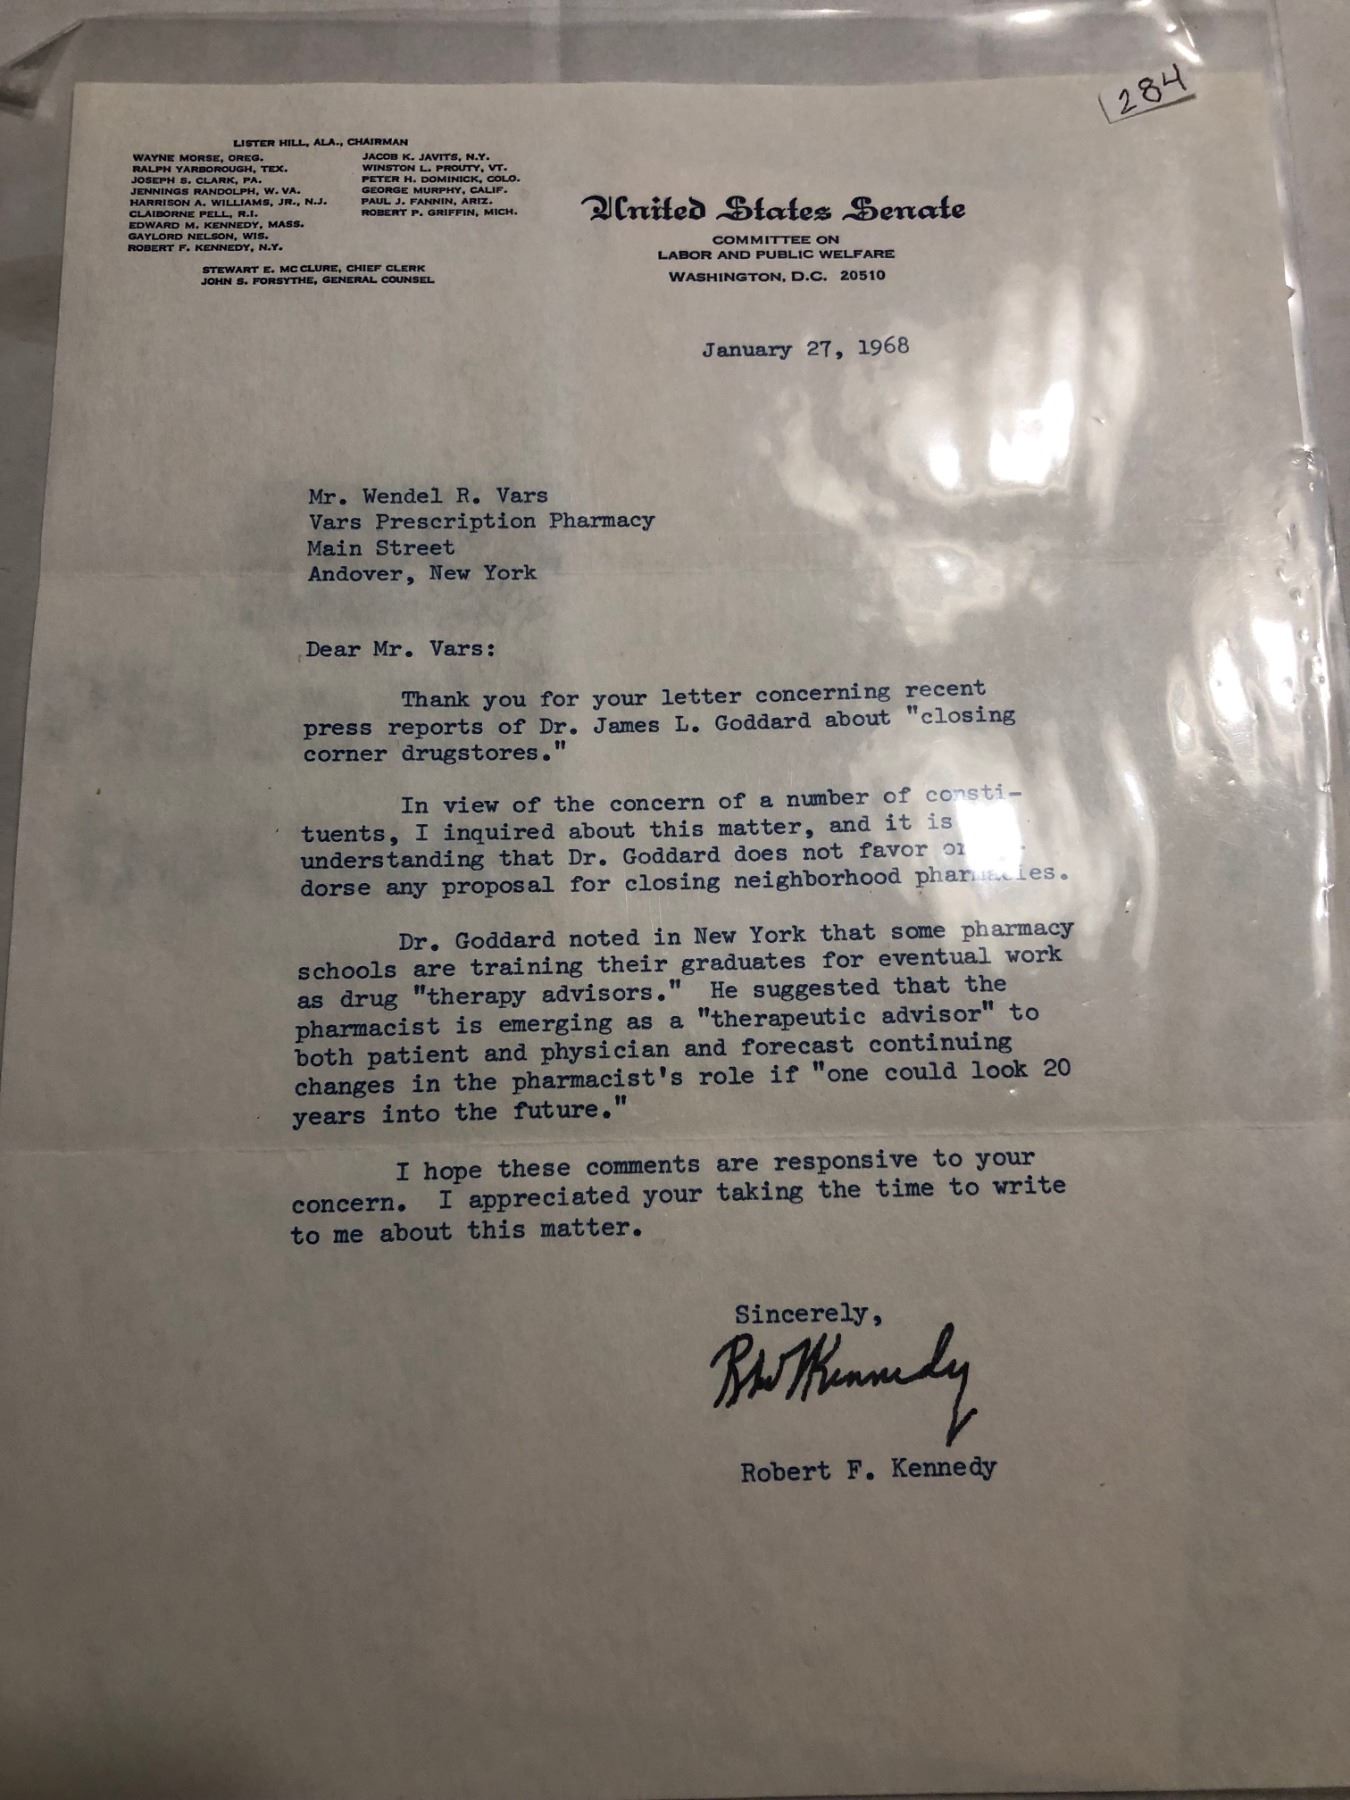 284
LISTER HILL, ALA., CHAIRMAN
WAYNE MORSE, OREG.
RALPH YARBOROUGH, TEX.
JOSEPH S. CLARK, PA.
JENNINGS RANDOLPH, W. VA.
HARRISON A. WILLIAMS, JR., N.J.
CLAIBORNE PELL, R.I.
EDWARD M. KENNEDY, MASS.
GAYLORD NELSON, WIS.
ROBERT F. KENNEDY, N.Y.
JACOB K. JAVITS, N.Y.
WINSTON L. PROUTY, VT.
PETER H. DOMINICK, COLO.
GEORGE MURPHY, CALIF.
PAUL J. FANNIN, ARIZ.
ROBERT P. GRIFFIN, MICH.
STEWART E. MC CLURE, CHIEF CLERK
JOHN S. FORSYTHE, GENERAL COUNSEL
United States Senate
COMMITTEE ON
LABOR AND PUBLIC WELFARE
WASHINGTON, D.C. 20510
January 27, 1968
Mr. Wendel R. Vars
Vars Prescription Pharmacy
Main Street
Andover, New York
Dear Mr. Vars:
Thank you for your letter concerning recent
press reports of Dr. James L. Goddard about "closing
corner drugstores."
In view of the concern of a number of consti-
tuents, I inquired about this matter, and it is
understanding that Dr. Goddard does not favor
dorse any proposal for closing neighborhood pharmacies.
Dr. Goddard noted in New York that some pharmacy
schools are training their graduates for eventual work
as drug "therapy advisors." He suggested that the
pharmacist is emerging as a "therapeutic advisor" to
both patient and physician and forecast continuing
changes in the pharmacist's role if "one could look 20
years into the future."
I hope these comments are responsive to your
concern. I appreciated your taking the time to write
to me about this matter.
Sincerely,
Robert F. Kennedy